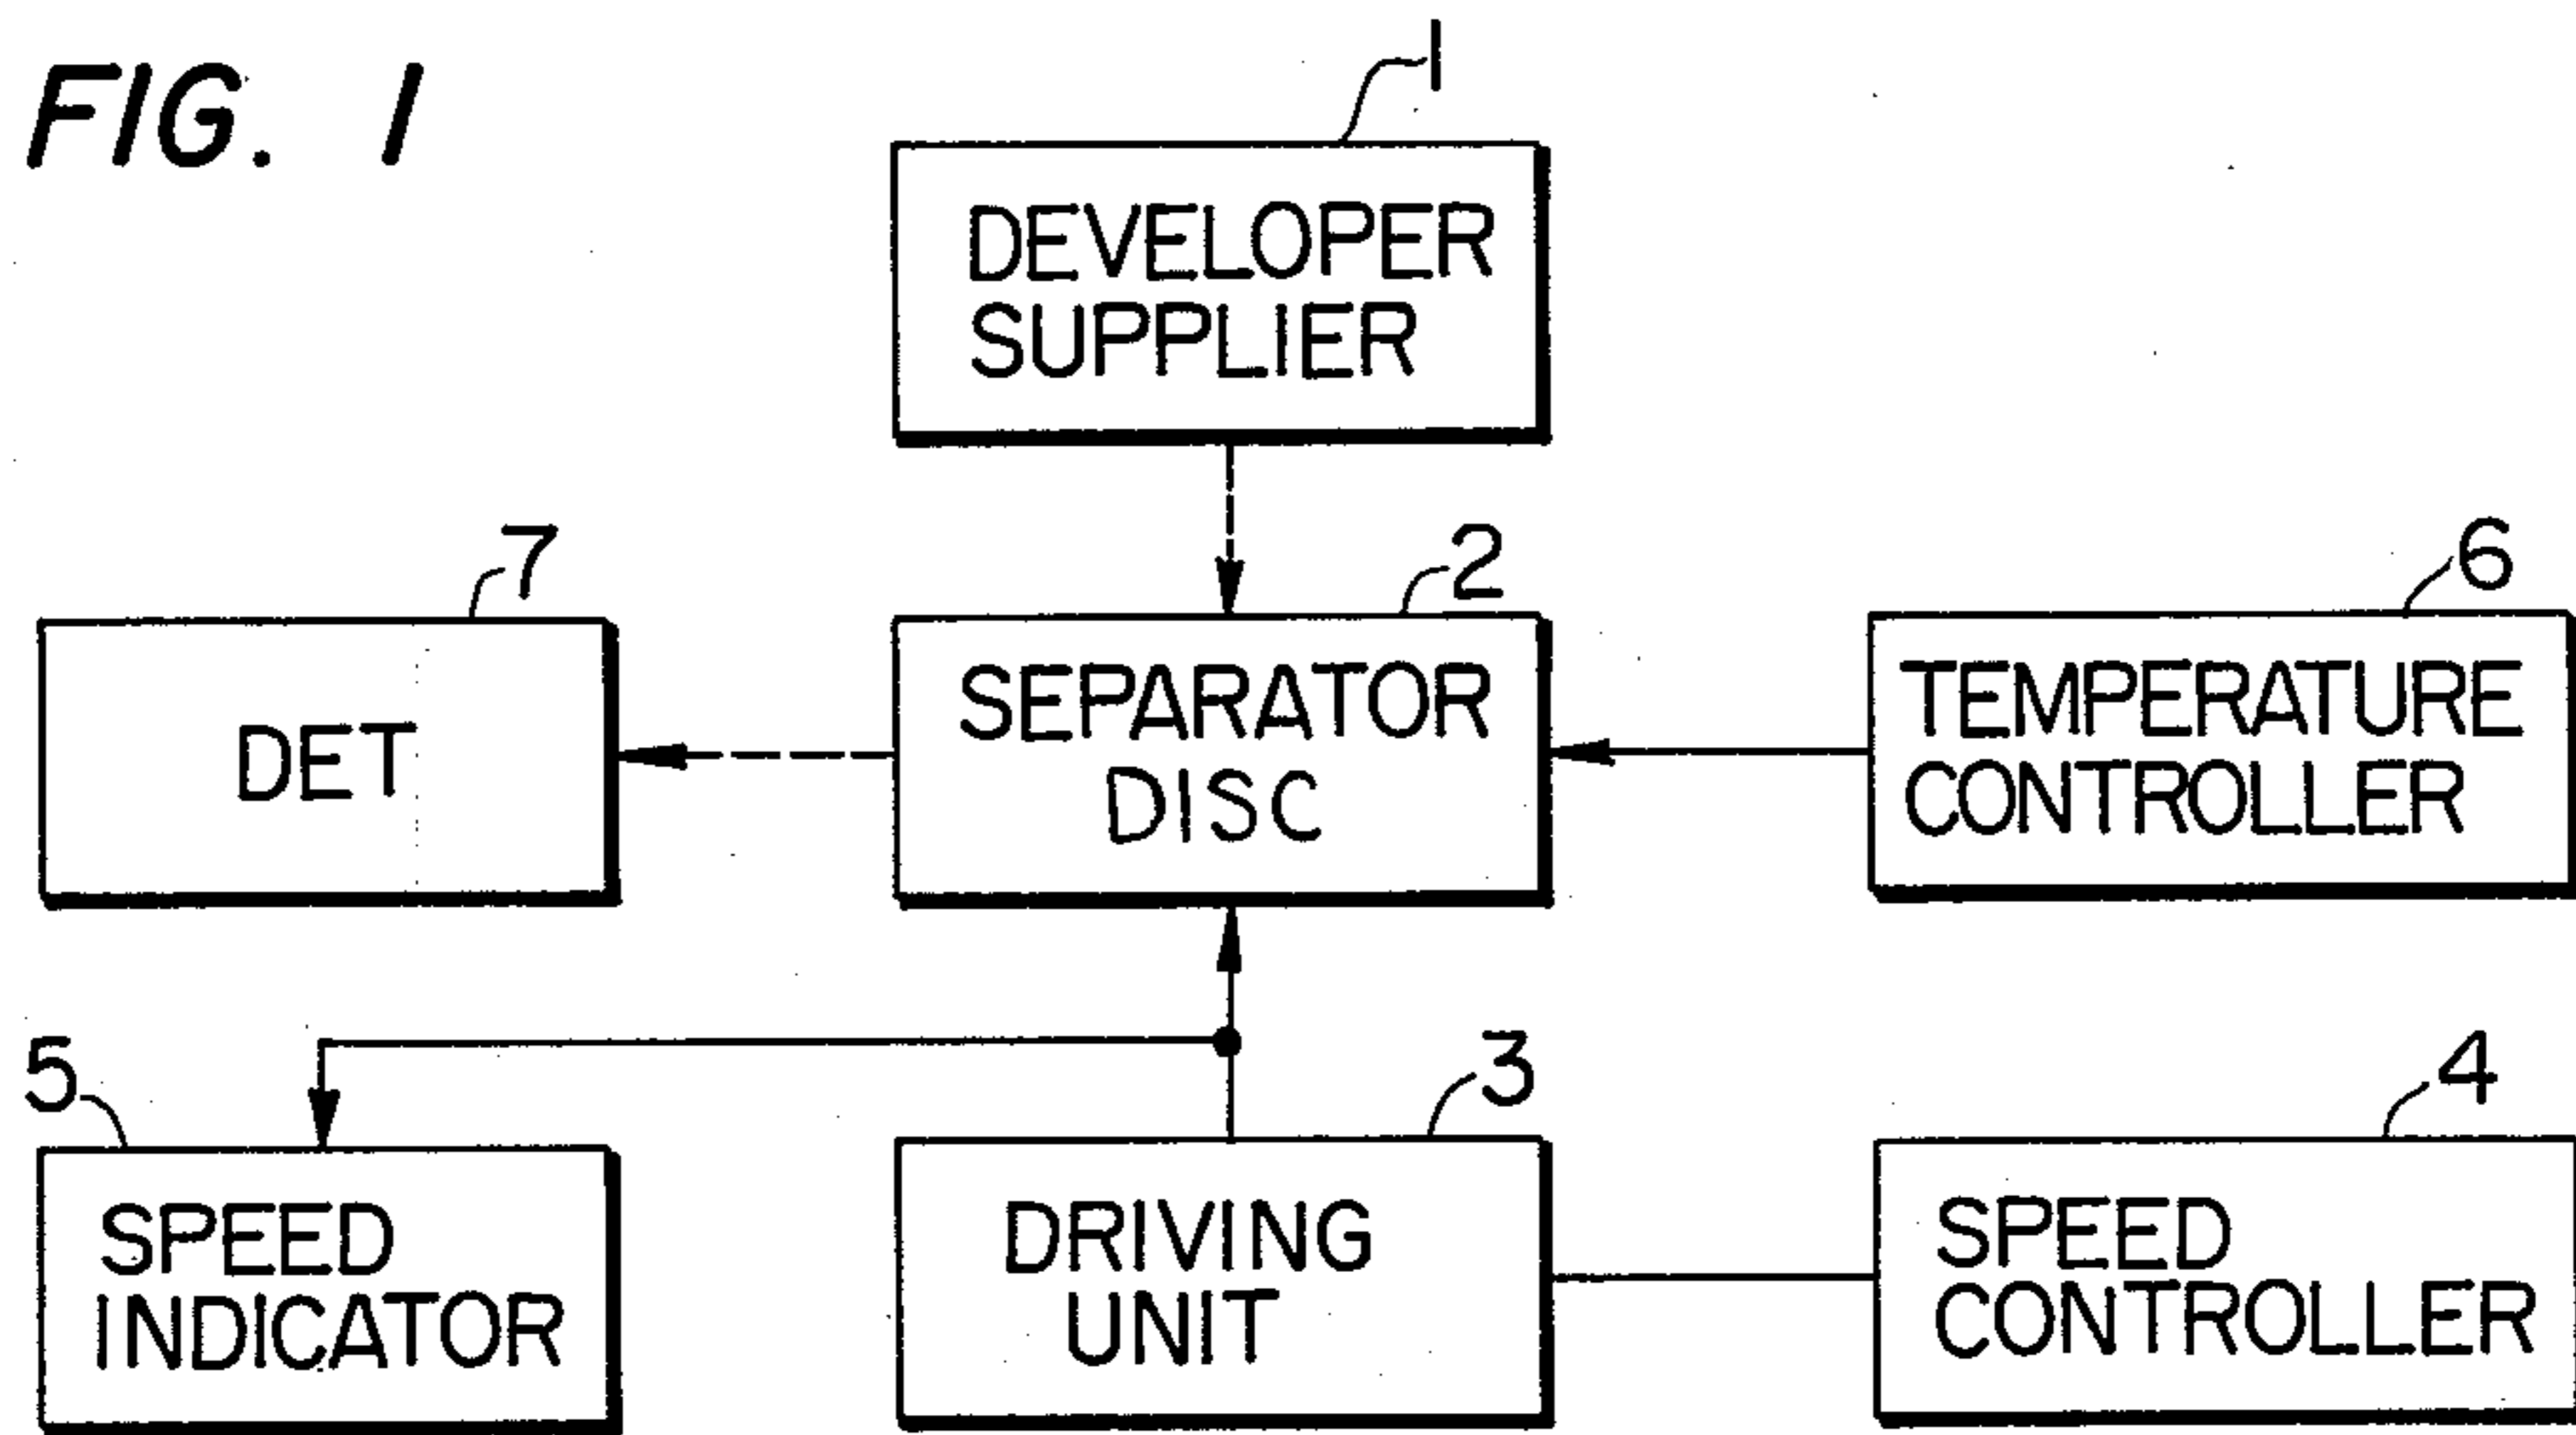 FIG. 1
1
DEVELOPER
SUPPLIER
7
DET
2
SEPARATOR
DISC
6
TEMPERATURE
CONTROLLER
5
SPEED
INDICATOR
3
DRIVING
UNIT
4
SPEED
CONTROLLER